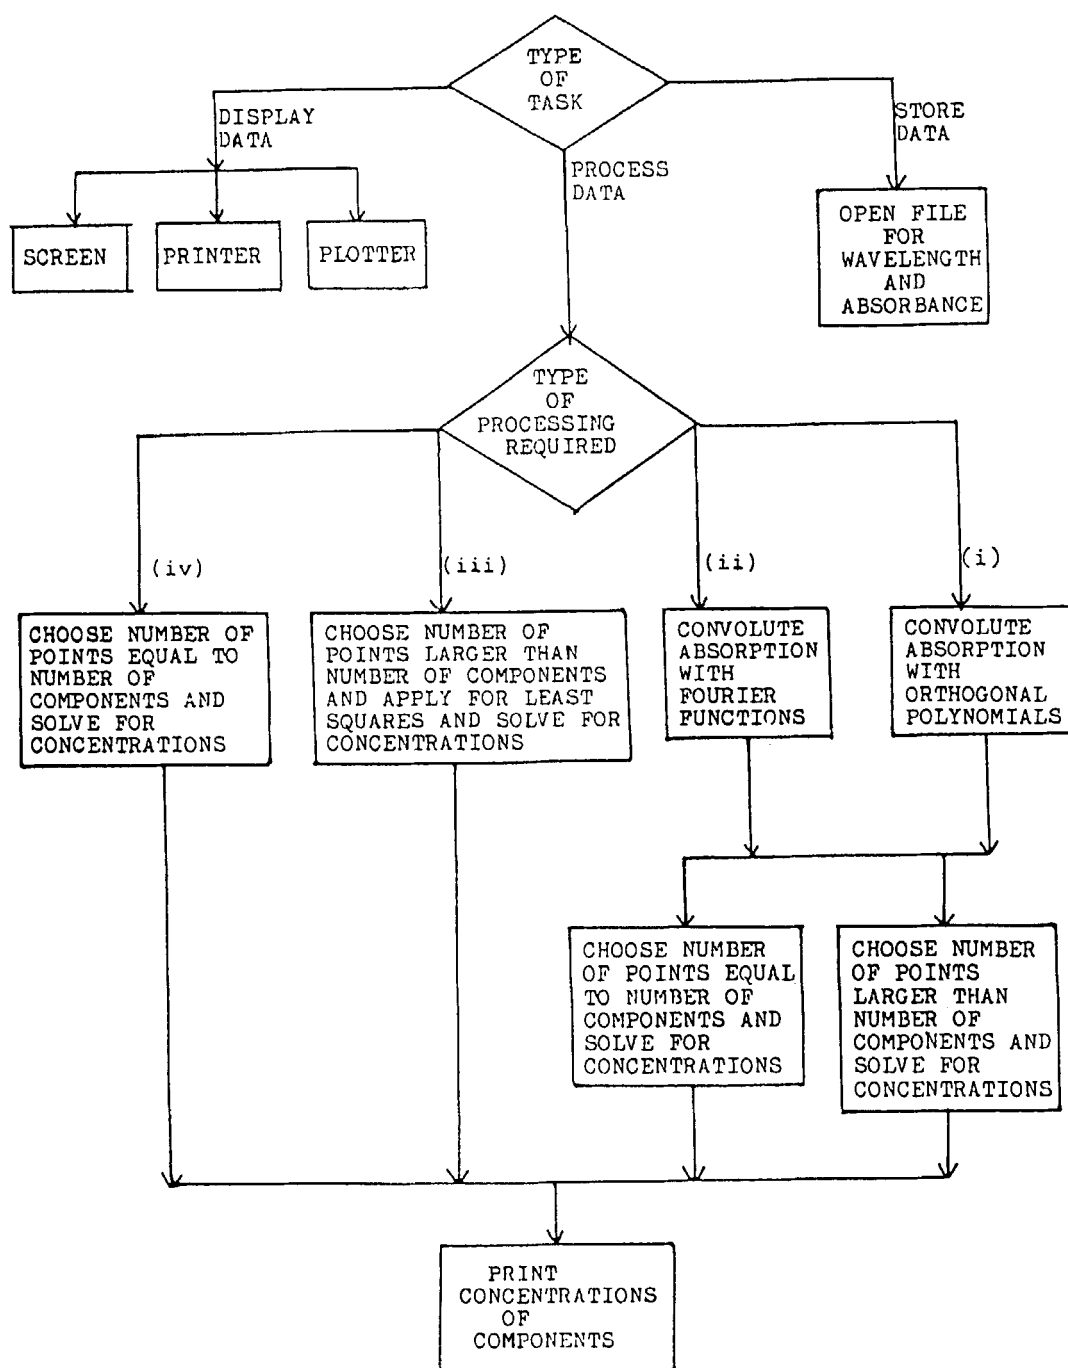 TYPE
OF
TASK
DISPLAY
DATA
PROCESS
DATA
STORE
DATA
SCREEN
PRINTER
PLOTTER
OPEN FILE
FOR
WAVELENGTH
AND
ABSORBANCE
TYPE
OF
PROCESSING
REQUIRED
(iv)
(iii)
(ii)
(i)
CHOOSE NUMBER OF
POINTS EQUAL TO
NUMBER OF
COMPONENTS AND
SOLVE FOR
CONCENTRATIONS
CHOOSE NUMBER OF
POINTS LARGER THAN
NUMBER OF COMPONENTS
AND APPLY FOR LEAST
SQUARES AND SOLVE FOR
CONCENTRATIONS
CONVOLUTE
ABSORPTION
WITH
FOURIER
FUNCTIONS
CONVOLUTE
ABSORPTION
WITH
ORTHOGONAL
POLYNOMIALS
CHOOSE NUMBER
OF POINTS EQUAL
TO NUMBER OF
COMPONENTS AND
SOLVE FOR
CONCENTRATIONS
CHOOSE NUMBER
OF POINTS
LARGER THAN
NUMBER OF
COMPONENTS AND
SOLVE FOR
CONCENTRATIONS
PRINT
CONCENTRATIONS
OF
COMPONENTS